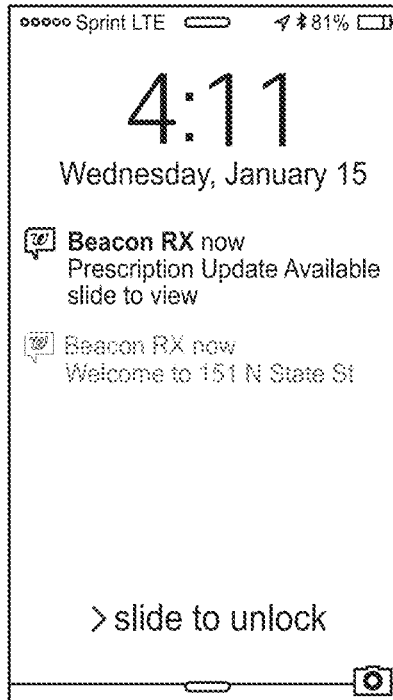 Sprint LTE 81%
4:11
Wednesday, January 15
Beacon RX now
Prescription Update Available
slide to view
Beacon RX now
Welcome to 151 N State St
> slide to unlock